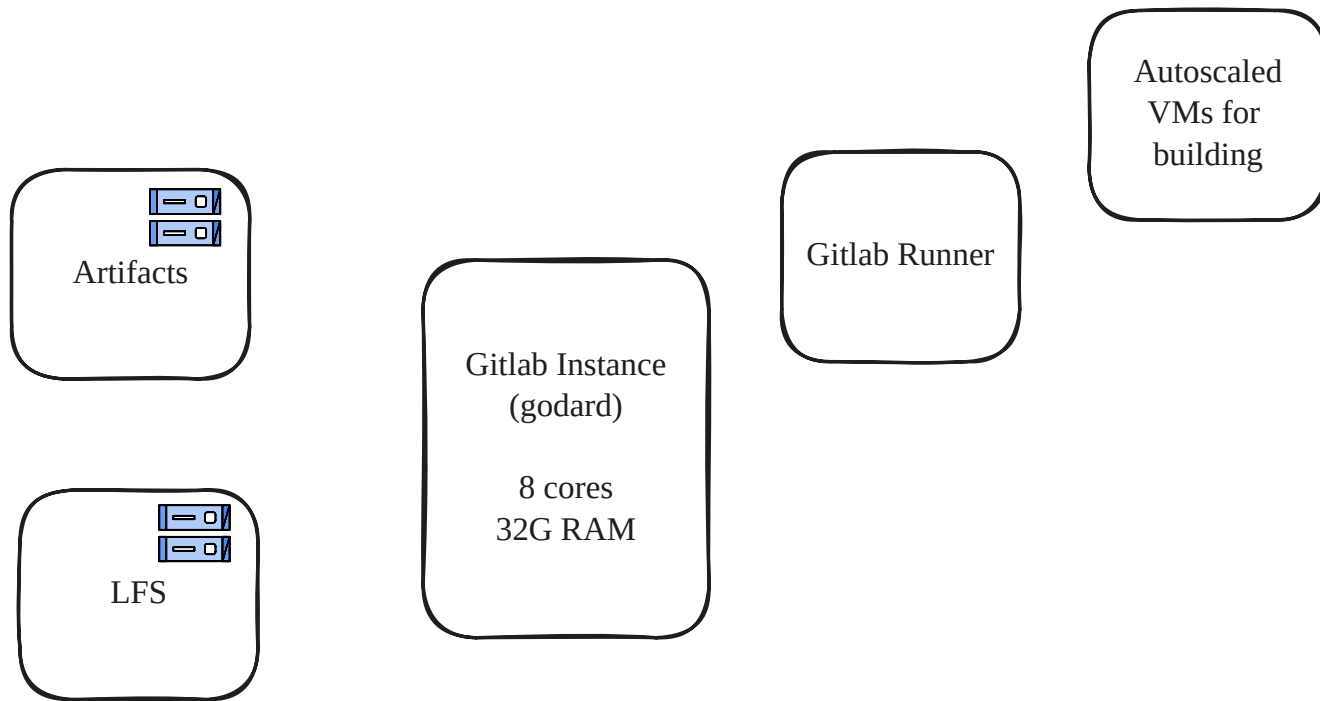 Autoscaled
VMs for
building
Gitlab Runner
Artifacts
Gitlab Instance
(godard)
8 cores
32G RAM
LFS